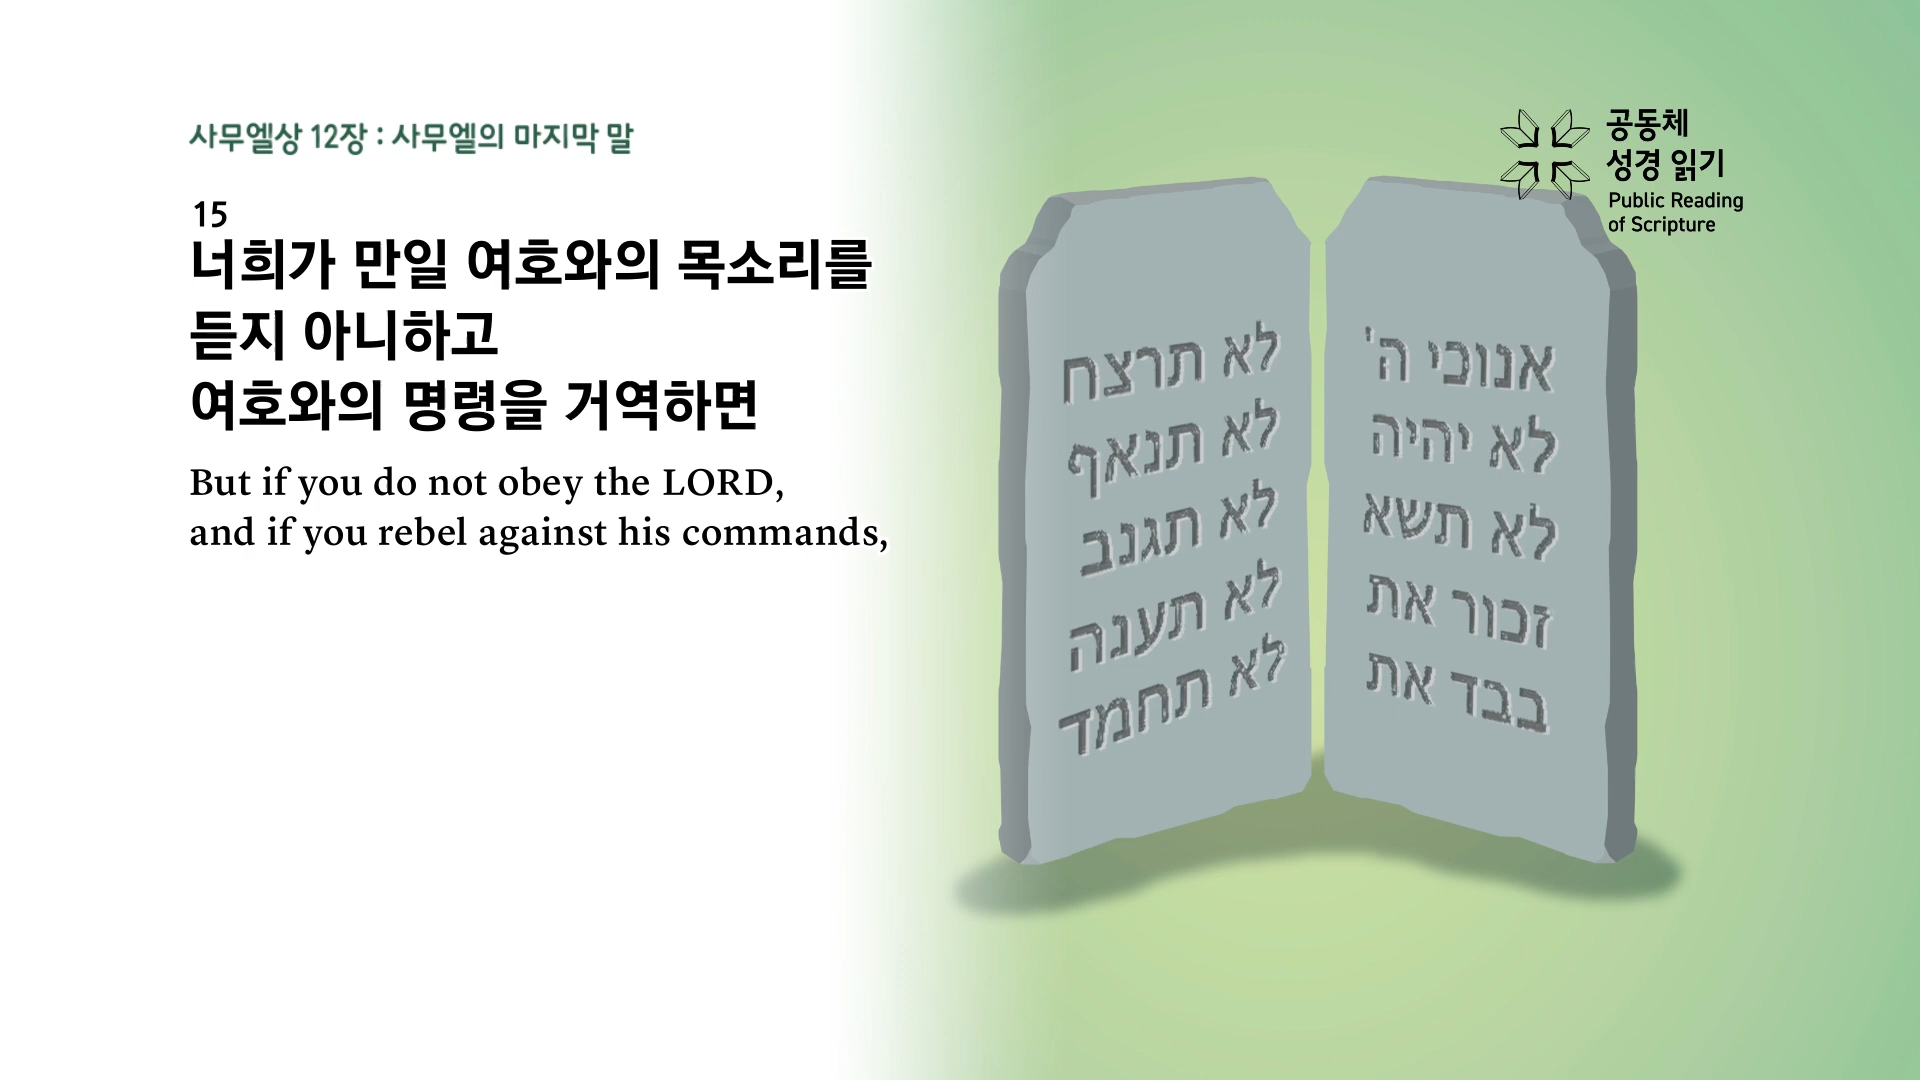 사무엘상 12장 : 사무엘의 마지막 말
15
너희가 만일 여호와의 목소리를
듣지 아니하고
여호와의 명령을 거역하면
But if you do not obey the LORD,
and if you rebel against his commands,
공동체
성경 읽기
Public Reading
of Scripture
אנוכי ה'
לא יהיה
לא תשא
זכור את
בבד את
לא תרצח
לא תנאף
לא תגנב
לא תענה
לא תחמד